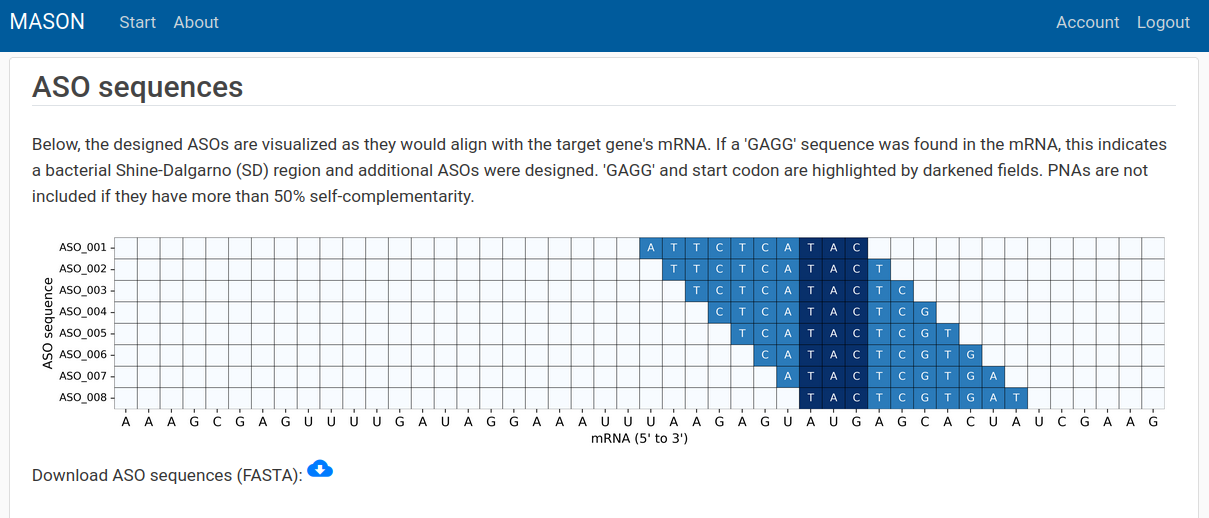 MASON Start About Account Logout
ASO sequences
Below, the designed ASOs are visualized as they would align with the target gene's mRNA. If a 'GAGG' sequence was found in the mRNA, this indicates
a bacterial Shine-Dalgarno (SD) region and additional ASOs were designed. 'GAGG' and start codon are highlighted by darkened fields. PNAs are not
included if they have more than 50% self-complementarity.
ASO sequence
ASO_001 A T T C T C A T A C
ASO_002 T T C T C A T A C T
ASO_003 T C T C A T A C T C
ASO_004 C T C A T A C T C G
ASO_005 T C A T A C T C G T
ASO_006 C A T A C T C G T G
ASO_007 A T A C T C G T G A
ASO_008 T A C T C G T G A T
A A A G C G A G U U U U G A U A G G A A A U U U A A G A G U A U G A G C A C U A U C G A A G
mRNA (5' to 3')
Download ASO sequences (FASTA):